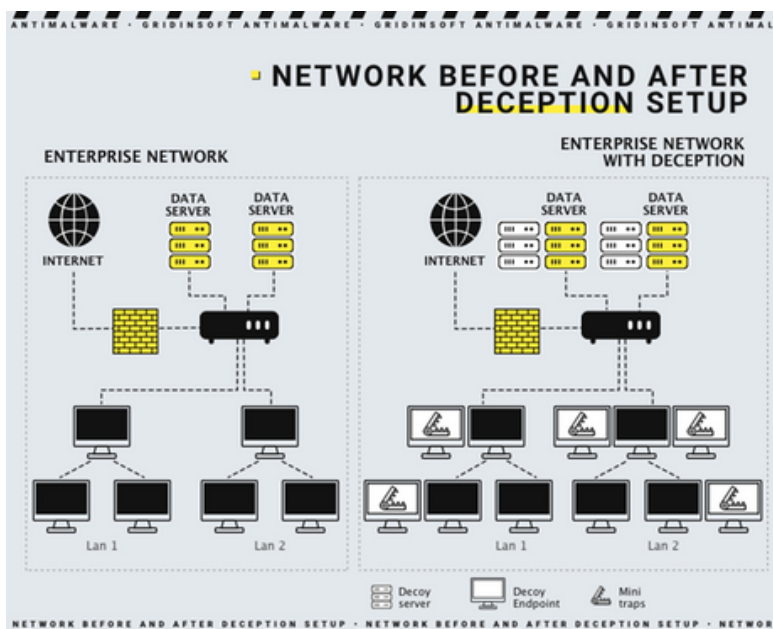 ANTIMALWARE · GRIDINSOFT ANTIMALWARE · GRIDINSOFT ANTIMALWARE · GRIDINSOFT ANTIMAL
NETWORK BEFORE AND AFTER
DECEPTION SETUP
ENTERPRISE NETWORK
INTERNET
DATA
SERVER
DATA
SERVER
Lan 1
Lan 2
ENTERPRISE NETWORK
WITH DECEPTION
INTERNET
DATA
SERVER
DATA
SERVER
Lan 1
Lan 2
Decoy
server
Decoy
Endpoint
Mini
traps
NETWORK BEFORE AND AFTER DECEPTION SETUP · NETWORK BEFORE AND AFTER DECEPTION SETUP · NETWOR